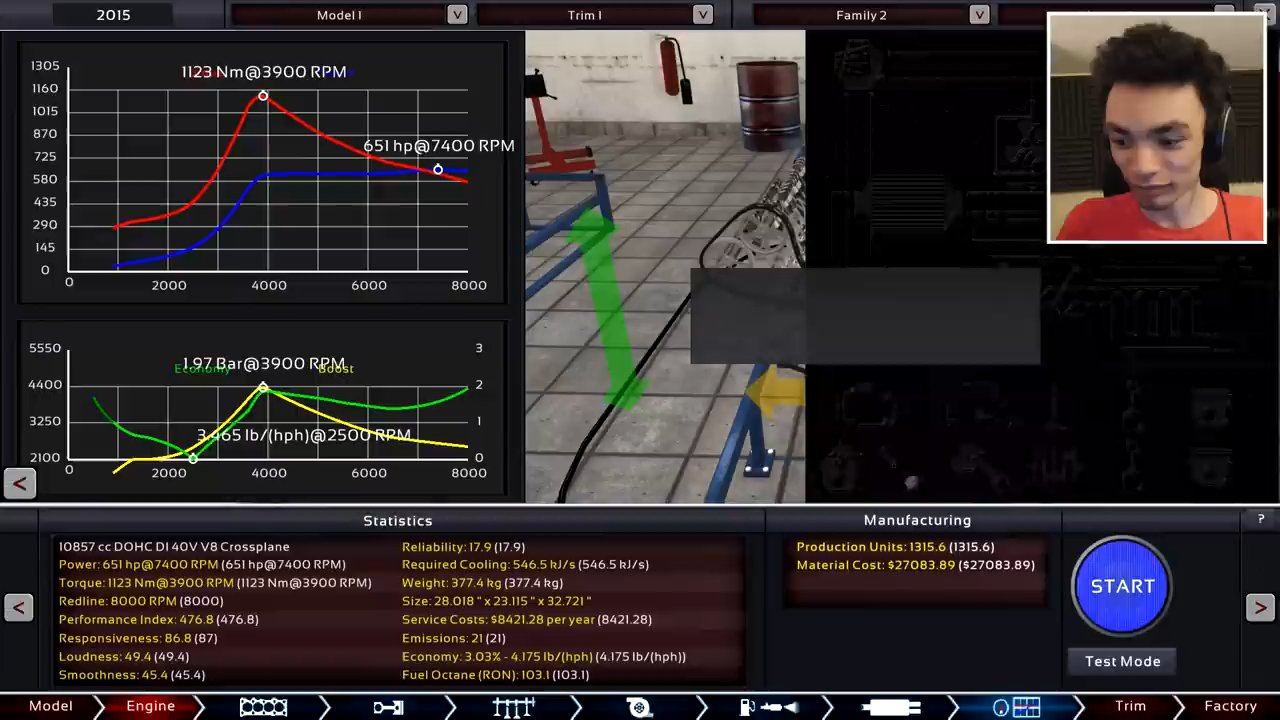 2015
Model 1
V
Trim 1
V
Family 2
V
1305
1160
1015
870
725
580
435
290
145
0
1123 Nm@3900 RPM
651 hp@7400 RPM
0
2000
4000
6000
8000
5550
4400
3250
2100
1.97 Bar@3900 RPM
Economy
Boost
3.465 lb/(hph)@2500 RPM
3
2
1
0
0
2000
4000
6000
8000
<
Statistics
10857 cc DOHC DI 40V V8 Crossplane
Power: 651 hp@7400 RPM (651 hp@7400 RPM)
Torque: 1123 Nm@3900 RPM (1123 Nm@3900 RPM)
Redline: 8000 RPM (8000)
Performance Index: 476.8 (476.8)
Responsiveness: 86.8 (87)
Loudness: 49.4 (49.4)
Smoothness: 45.4 (45.4)
Reliability: 17.9 (17.9)
Required Cooling: 546.5 kJ/s (546.5 kJ/s)
Weight: 377.4 kg (377.4 kg)
Size: 28.018 " x 23.115 " x 32.721 "
Service Costs: $8421.28 per year (8421.28)
Emissions: 21 (21)
Economy: 3.03% - 4.175 lb/(hph) (4.175 lb/(hph))
Fuel Octane (RON): 103.1 (103.1)
Manufacturing
Production Units: 1315.6 (1315.6)
Material Cost: $27083.89 ($27083.89)
?
START
Test Mode
<
>
Model
Engine
Trim
Factory